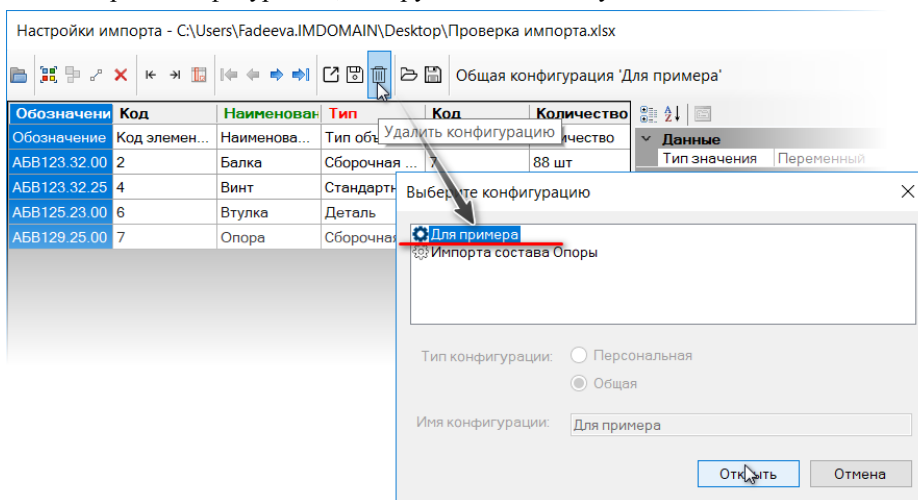 Настройки импорта - C:\Users\Fadeeva.IMDOMAIN\Desktop\Проверка импорта.xlsx
Общая конфигурация 'Для примера'
Обозначени Код Наименован Тип Код Количество
Обозначение Код элемен... Наименова... Тип объ
Удалить конфигурацию
Данные
АБВ123.32.00 2 Балка Сборочная ... 7 88 шт
Тип значения Переменный
АБВ123.32.25 4 Винт Стандартн
АБВ125.23.00 6 Втулка Деталь
АБВ129.25.00 7 Опора Сборочная
Выберите конфигурацию
Для примера
Импорта состава Опоры
Тип конфигурации: Персональная
Общая
Имя конфигурации: Для примера
Открыть Отмена